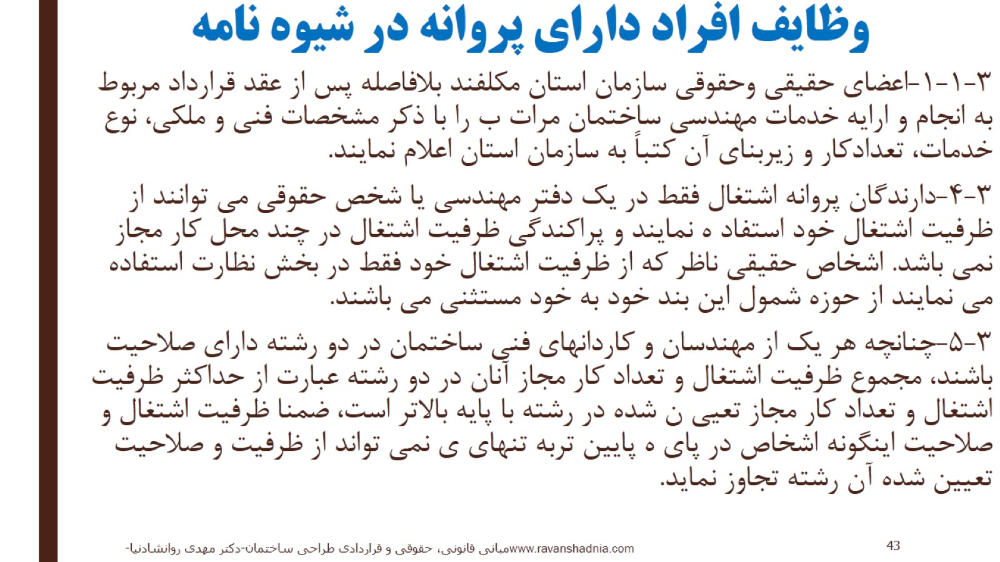 وظایف افراد دارای پروانه در شیوه نامه
۳-۱-۱-اعضای حقیقی وحقوقی سازمان استان مکلفند بلافاصله پس از عقد قرارداد مربوط
به انجام و ارایه خدمات مهندسی ساختمان مرات ب را با ذکر مشخصات فنی و ملکی، نوع
خدمات، تعدادکار و زیربنای آن کتباً به سازمان استان اعلام نمایند.
۳-۴-دارندگان پروانه اشتغال فقط در یک دفتر مهندسی یا شخص حقوقی می توانند از
ظرفیت اشتغال خود استفاد ه نمایند و پراکندگی ظرفیت اشتغال در چند محل کار مجاز
نمی باشد. اشخاص حقیقی ناظر که از ظرفیت اشتغال خود فقط در بخش نظارت استفاده
می نمایند از حوزه شمول این بند خود به خود مستثنی می باشند.
۳-۵-چنانچه هر یک از مهندسان و کاردانهای فنی ساختمان در دو رشته دارای صلاحیت
باشند، مجموع ظرفیت اشتغال و تعداد کار مجاز آنان در دو رشته عبارت از حداکثر ظرفیت
اشتغال و تعداد کار مجاز تعیی ن شده در رشته با پایه بالاتر است، ضمنا ظرفیت اشتغال و
صلاحیت اینگونه اشخاص در پای ه پایین تربه تنهای ی نمی تواند از ظرفیت و صلاحیت
تعیین شده آن رشته تجاوز نماید.
www.ravanshadnia.comمبانی قانونی، حقوقی و قراردادی طراحی ساختمان-دکتر مهدی روانشادنیا-
43